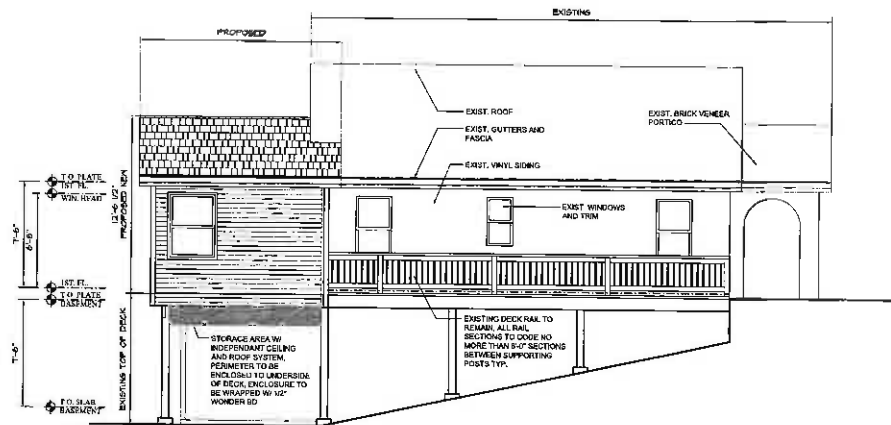 EXISTING
PROPOSED
EXIST. ROOF
EXIST. GUTTERS AND
FASCIA
EXIST. BRICK VENEER
PORTICO
EXIST. VINYL SIDING
EXIST. WINDOWS
AND TRIM
T.O. PLATE
1ST. FL.
WIN. HEAD
7'-6"
6'-8"
12'-6 1/2"
PROPOSED NEW
1ST. FL.
T.O. PLATE
BASEMENT
7'-6"
EXISTING TOP OF DECK
SLAB
BASEMENT
STORAGE AREA W/
INDEPENDANT CEILING
AND ROOF SYSTEM,
PERIMETER TO BE
ENCLOSED TO UNDERSIDE
OF DECK, ENCLOSURE TO
BE WRAPPED W/ 1/2"
WONDER BD
EXISTING DECK RAIL TO
REMAIN, ALL RAIL
SECTIONS TO CODE NO
MORE THAN SECTIONS
BETWEEN SUPPORTING
POSTS TYP.